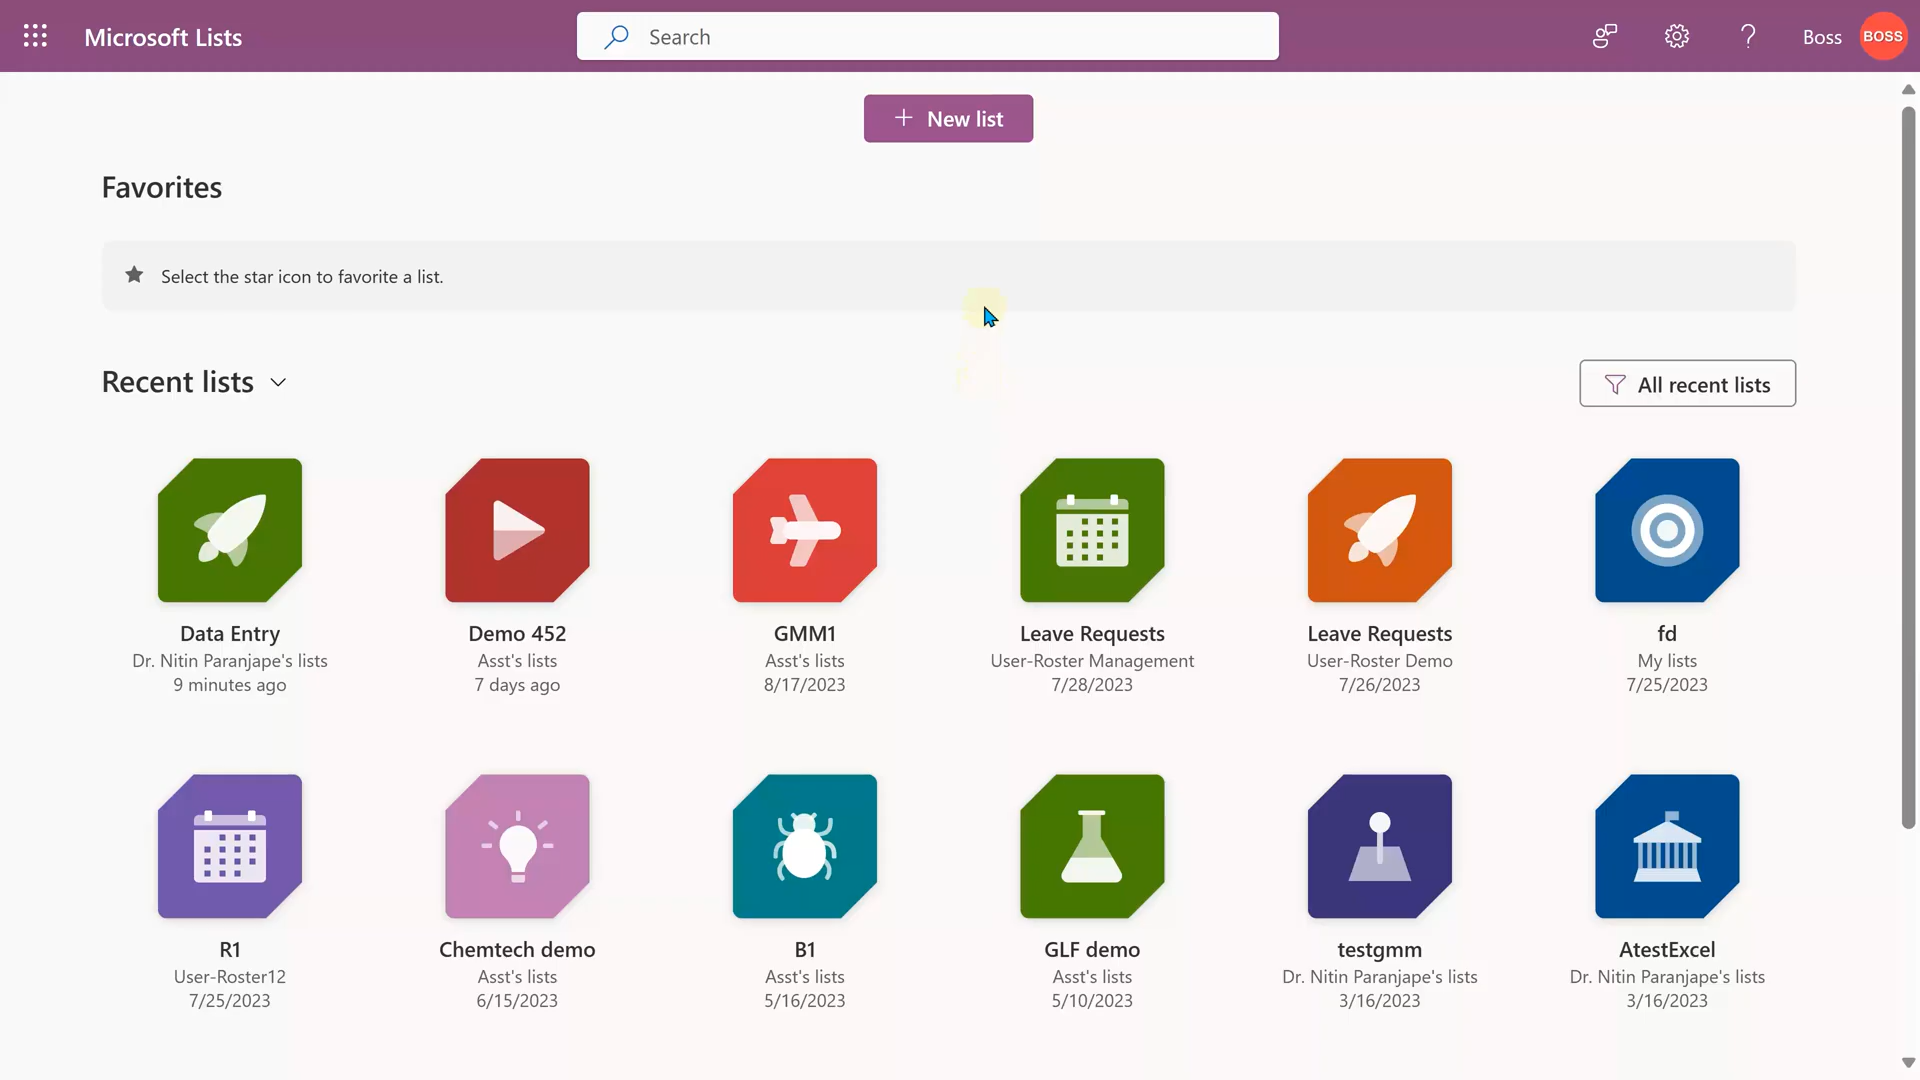 Microsoft Lists
Search
Boss
BOSS
New list
Favorites
Select the star icon to favorite a list.
Recent lists
All recent lists
Data Entry
Dr. Nitin Paranjape's lists
9 minutes ago
Demo 452
Asst's lists
7 days ago
GMM1
Asst's lists
8/17/2023
Leave Requests
User-Roster Management
7/28/2023
Leave Requests
User-Roster Demo
7/26/2023
fd
My lists
7/25/2023
R1
User-Roster12
7/25/2023
Chemtech demo
Asst's lists
6/15/2023
B1
Asst's lists
5/16/2023
GLF demo
Asst's lists
5/10/2023
testgmm
Dr. Nitin Paranjape's lists
3/16/2023
AtestExcel
Dr. Nitin Paranjape's lists
3/16/2023